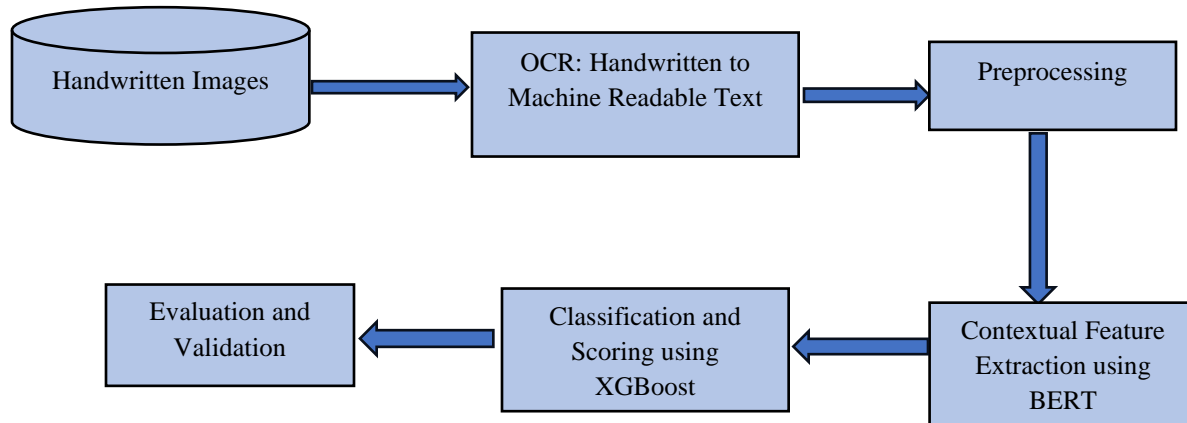 Handwritten Images
OCR: Handwritten to
Machine Readable Text
Preprocessing
Contextual Feature
Extraction using
BERT
Classification and
Scoring using
XGBoost
Evaluation and
Validation